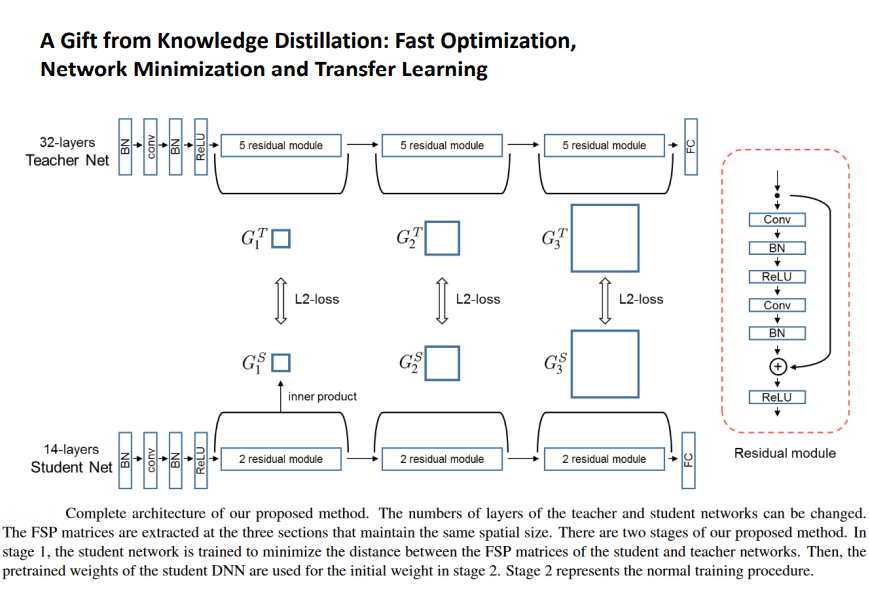 A Gift from Knowledge Distillation: Fast Optimization,
Network Minimization and Transfer Learning
32-layers
Teacher Net
BN
conv
BN
ReLU
5 residual module
5 residual module
5 residual module
FC
G₁ᵀ
G₂ᵀ
G₃ᵀ
L2-loss
L2-loss
L2-loss
G₁ˢ
G₂ˢ
G₃ˢ
inner product
14-layers
Student Net
BN
conv
BN
ReLU
2 residual module
2 residual module
2 residual module
FC
Conv
BN
ReLU
Conv
BN
+
ReLU
Residual module
Complete architecture of our proposed method. The numbers of layers of the teacher and student networks can be changed.
The FSP matrices are extracted at the three sections that maintain the same spatial size. There are two stages of our proposed method. In
stage 1, the student network is trained to minimize the distance between the FSP matrices of the student and teacher networks. Then, the
pretrained weights of the student DNN are used for the initial weight in stage 2. Stage 2 represents the normal training procedure.